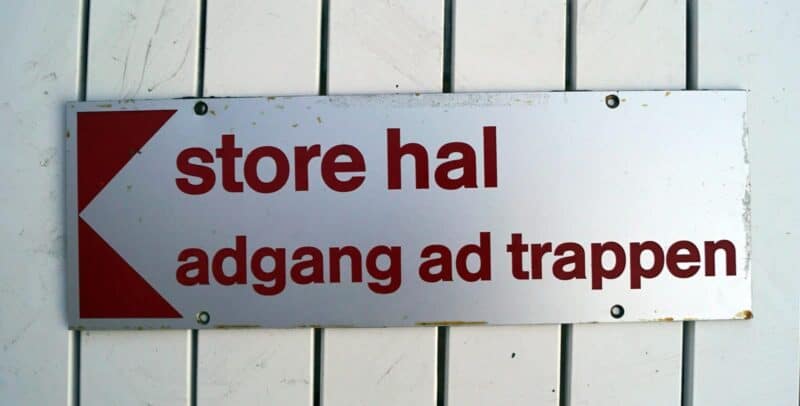 store hal
adgang ad trappen